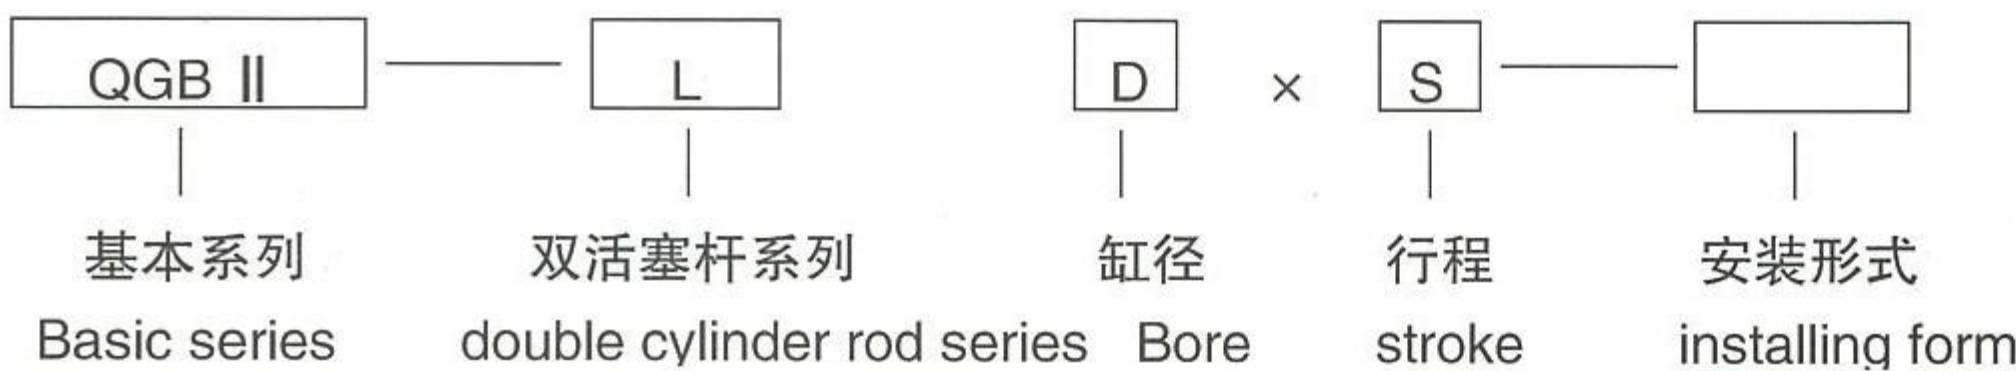 QGB Ⅱ — L D × S —
基本系列 双活塞杆系列 缸径 行程 安装形式
Basic series double cylinder rod series Bore stroke installing form